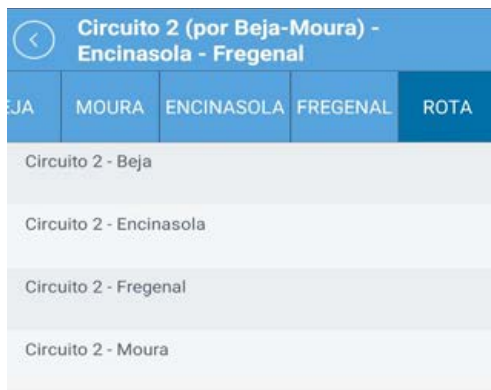 Circuito 2 (por Beja-Moura) -
Encinasola - Fregenal
EJA MOURA ENCINASOLA FREGENAL ROTA
Circuito 2 - Beja
Circuito 2 - Encinasola
Circuito 2 - Fregenal
Circuito 2 - Moura